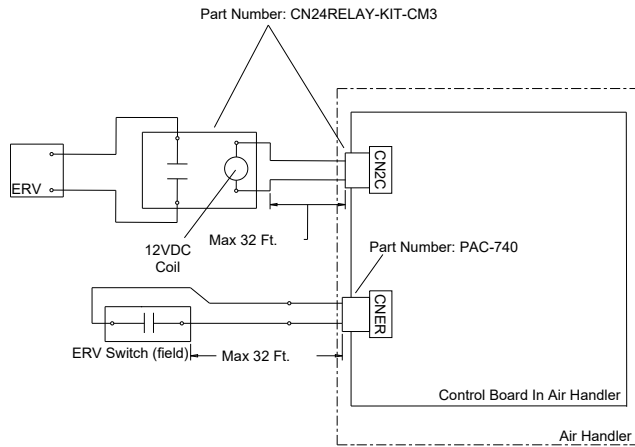 Part Number: CN24RELAY-KIT-CM3
CN2C
ERV
12VDC
Coil
Max 32 Ft.
Part Number: PAC-740
CNER
ERV Switch (field)
Max 32 Ft.
Control Board In Air Handler
Air Handler